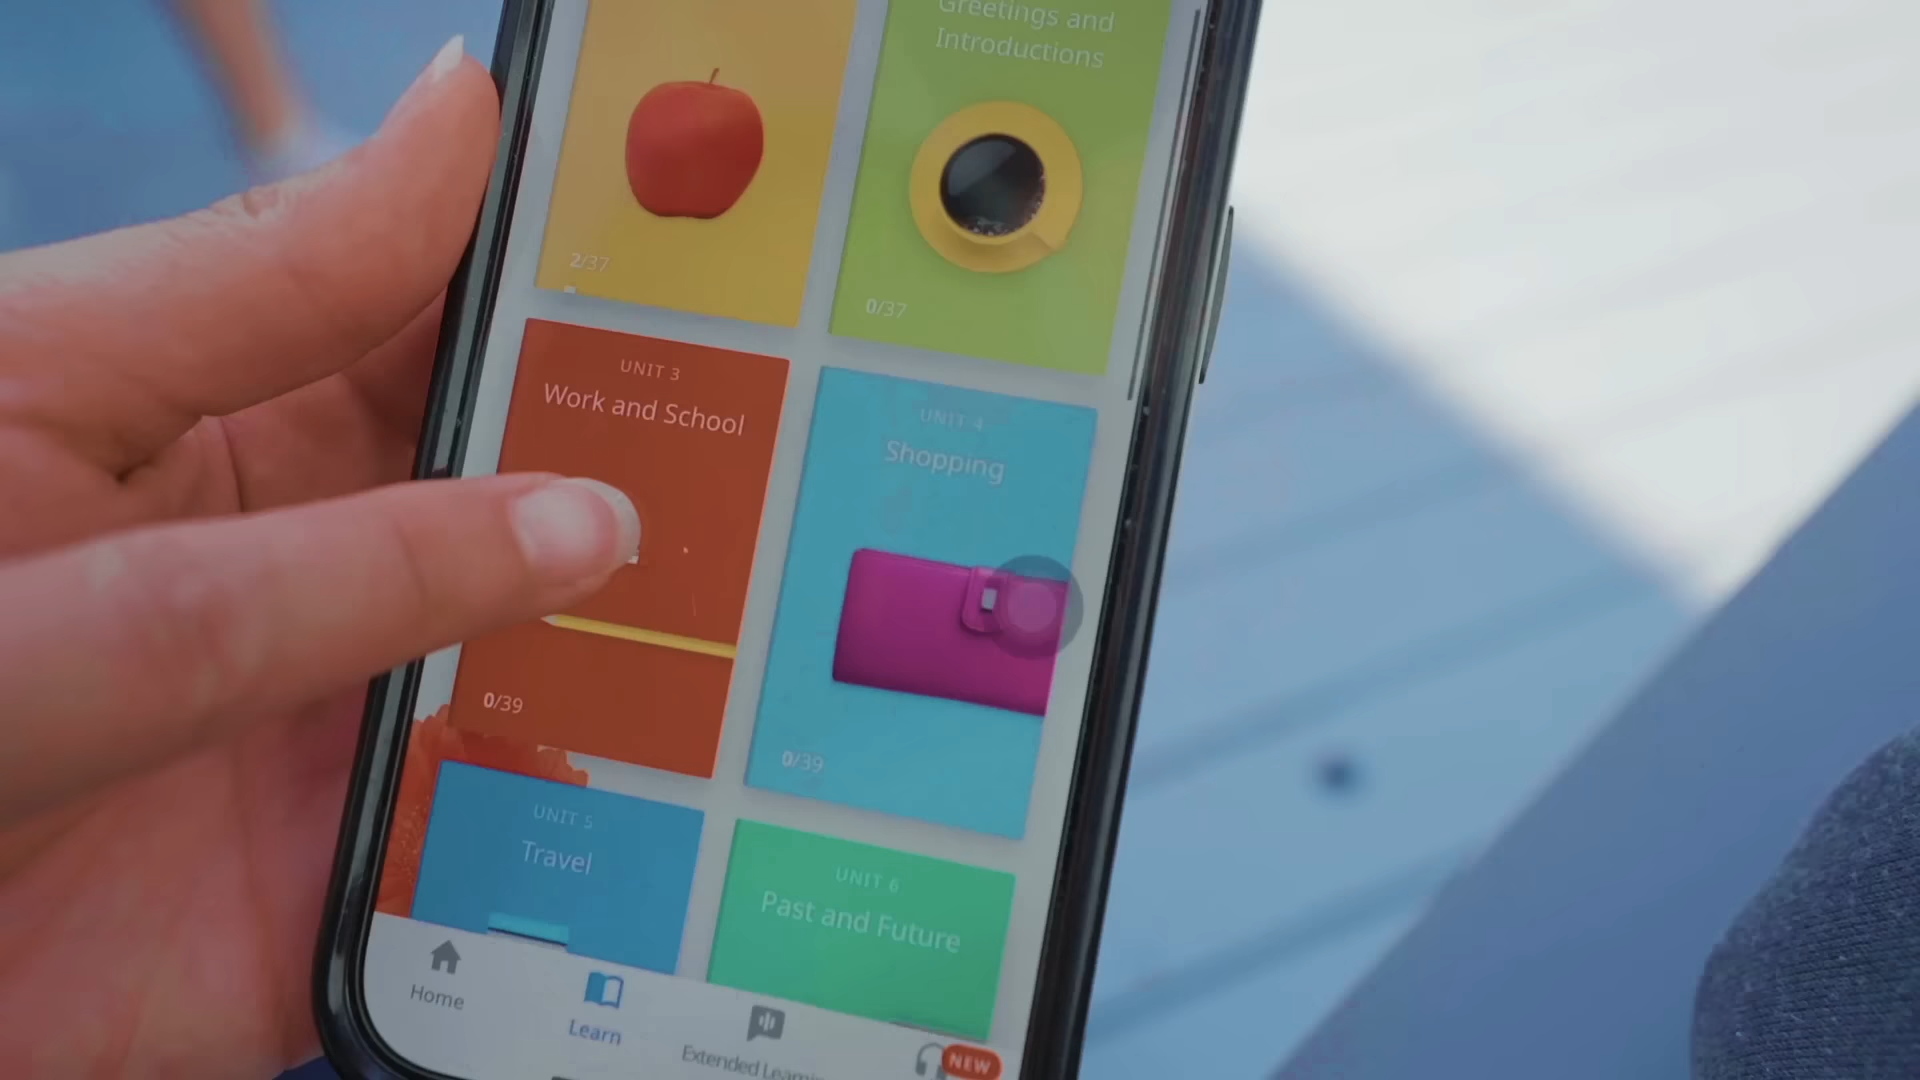 Greetings and
Introductions
2/37
0/37
UNIT 3
Work and School
0/39
UNIT 4
Shopping
0/39
UNIT 5
Travel
UNIT 6
Past and Future
Home
Learn
Extended
NEW